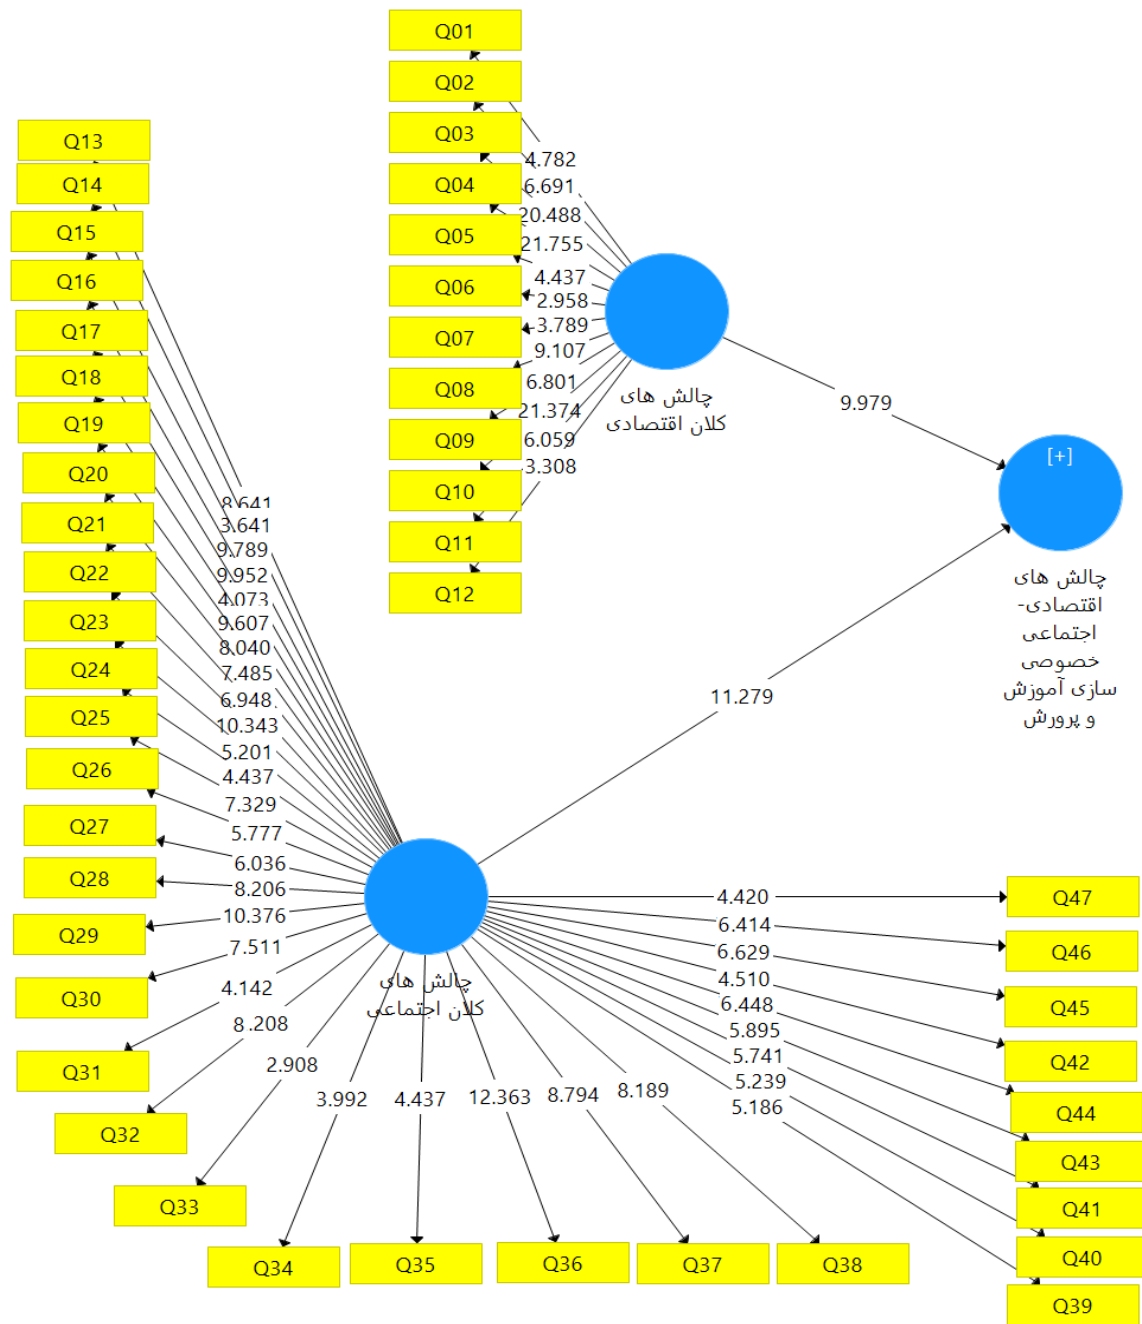 Q01
Q02
Q03
Q04
Q05
Q06
Q07
Q08
Q09
Q10
Q11
Q12
4.782
6.691
20.488
21.755
4.437
2.958
3.789
9.107
6.801
21.374
6.059
3.308
چالش های
کلان اقتصادی
9.979
[+]
چالش های
اقتصادی-
اجتماعی
خصوصی
سازی آموزش
و پرورش
11.279
Q13
Q14
Q15
Q16
Q17
Q18
Q19
Q20
Q21
Q22
Q23
Q24
Q25
Q26
Q27
Q28
Q29
Q30
Q31
Q32
Q33
Q34
Q35
Q36
Q37
Q38
8.641
3.641
9.789
9.952
4.073
9.607
8.040
7.485
6.948
10.343
5.201
4.437
7.329
5.777
6.036
8.206
10.376
7.511
4.142
8.208
2.908
3.992
4.437
12.363
8.794
8.189
چالش های
کلان اجتماعی
4.420
6.414
6.629
4.510
6.448
5.895
5.741
5.239
5.186
Q47
Q46
Q45
Q42
Q44
Q43
Q41
Q40
Q39